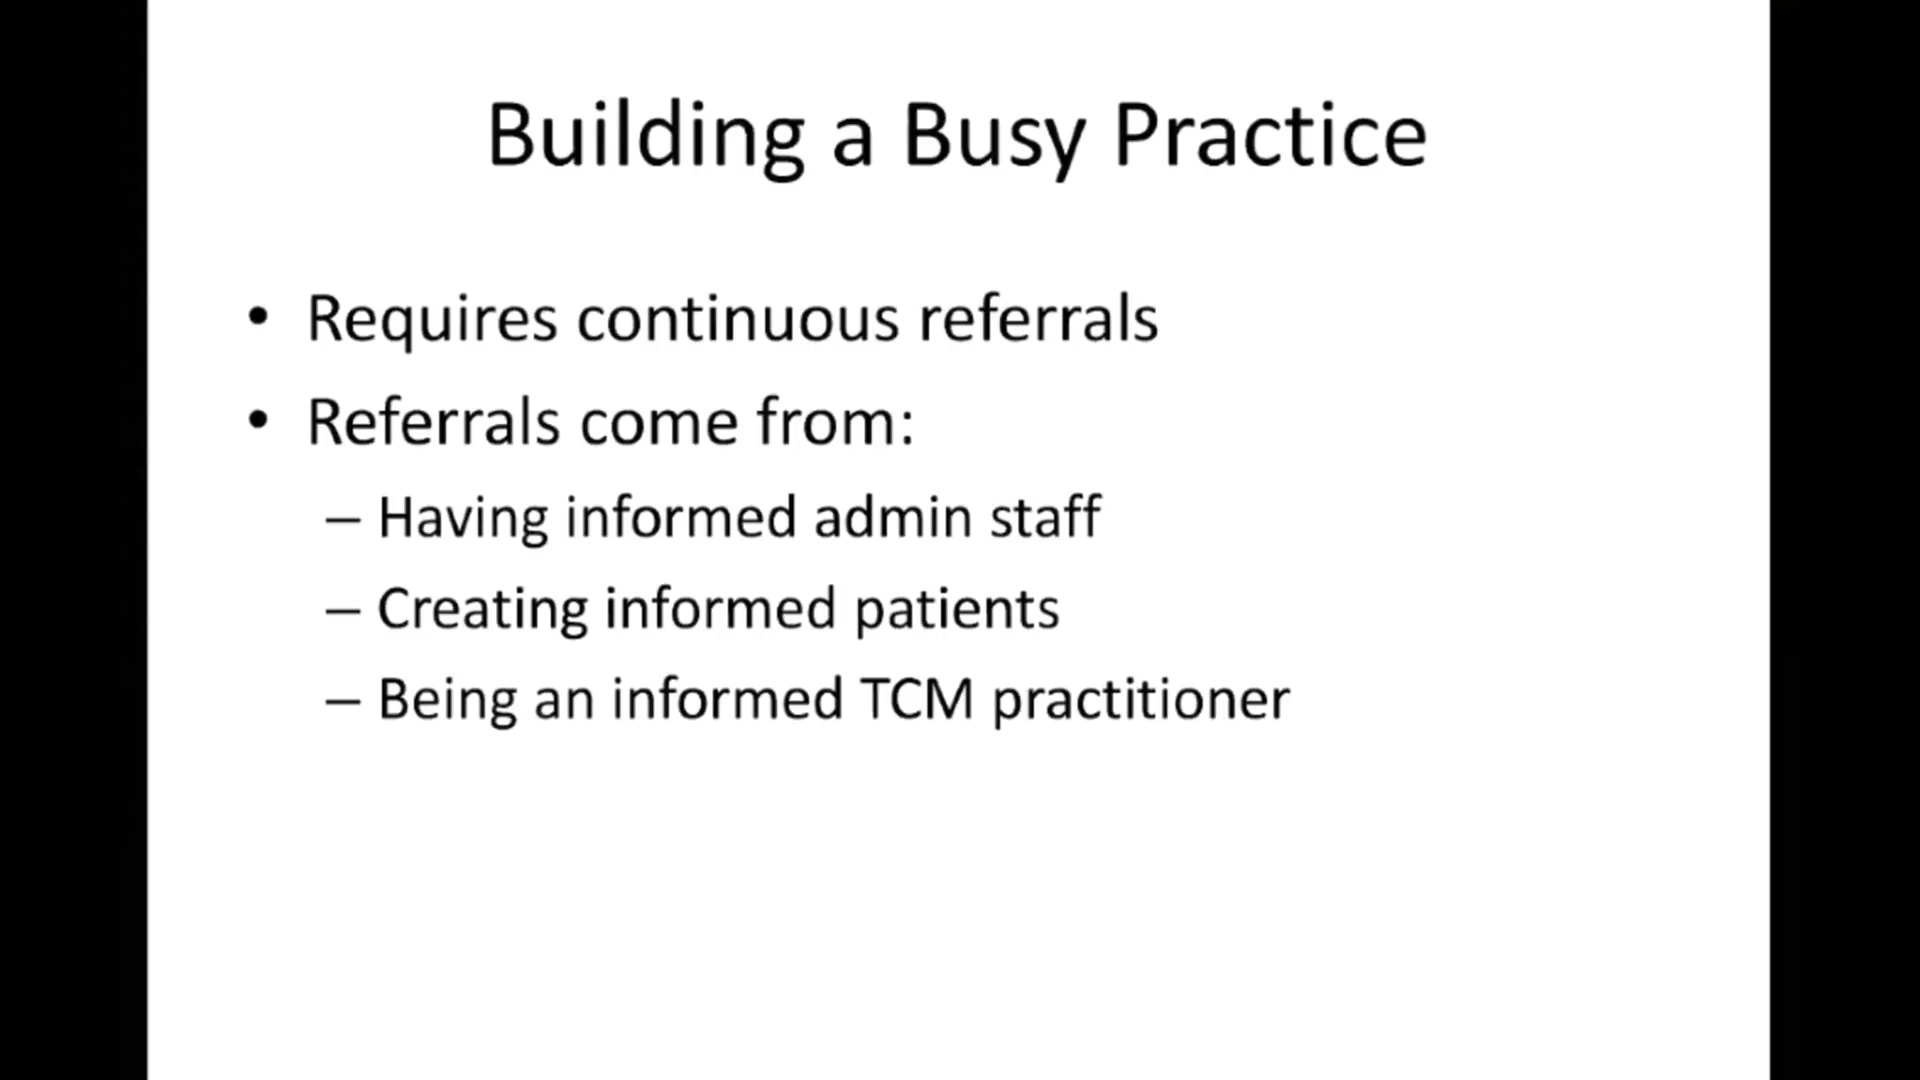 Building a Busy Practice
• Requires continuous referrals
• Referrals come from:
– Having informed admin staff
– Creating informed patients
– Being an informed TCM practitioner